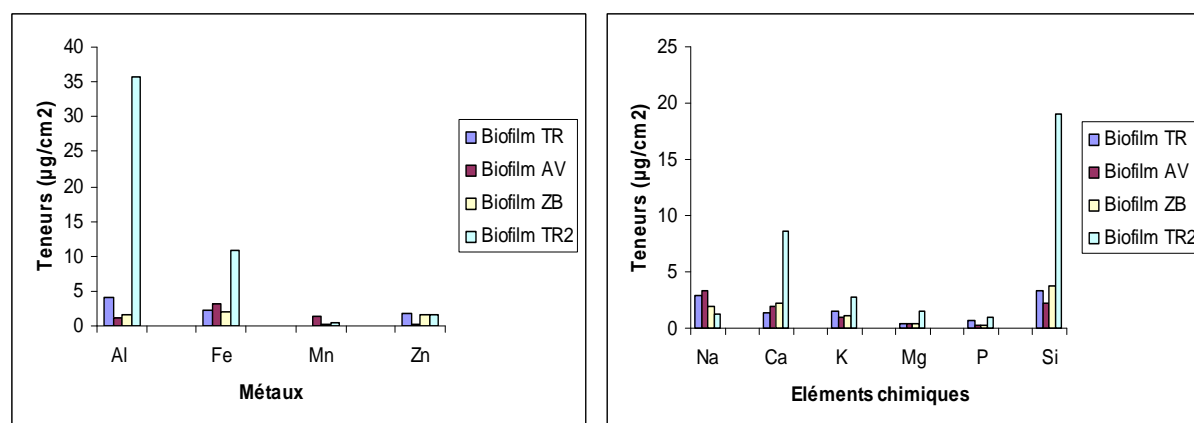 Teneurs (µg/cm2)
40
35
30
25
20
15
10
5
0
Al Fe Mn Zn
Métaux
Biofilm TR
Biofilm AV
Biofilm ZB
Biofilm TR2
Teneurs (µg/cm2)
25
20
15
10
5
0
Na Ca K Mg P Si
Eléments chimiques
Biofilm TR
Biofilm AV
Biofilm ZB
Biofilm TR2